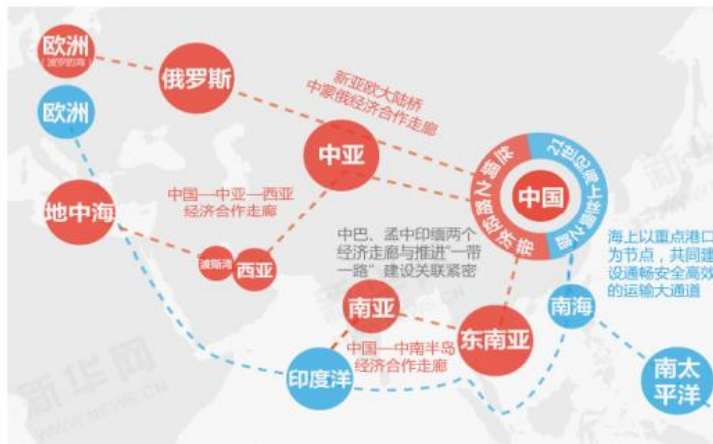 欧洲
(波罗的海)
俄罗斯
欧洲
新亚欧大陆桥
中蒙俄经济合作走廊
中亚
丝绸之路经济带
21世纪海上丝绸之路
中国
地中海
中国—中亚—西亚
经济合作走廊
波斯湾
西亚
中巴、孟中印缅两个
经济走廊与推进“一带
一路”建设关联紧密
海上以重点港口
为节点，共同建
设通畅安全高效
的运输大通道
南亚
东南亚
南海
中国—中南半岛
经济合作走廊
印度洋
南太
平洋
新华网
WWW.NEWS.CN